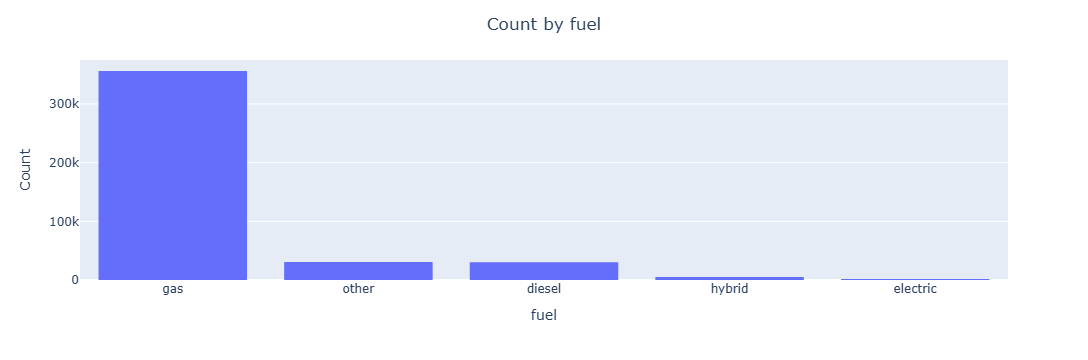 Count by fuel
Count
300k
200k
100k
0
gas other diesel hybrid electric
fuel